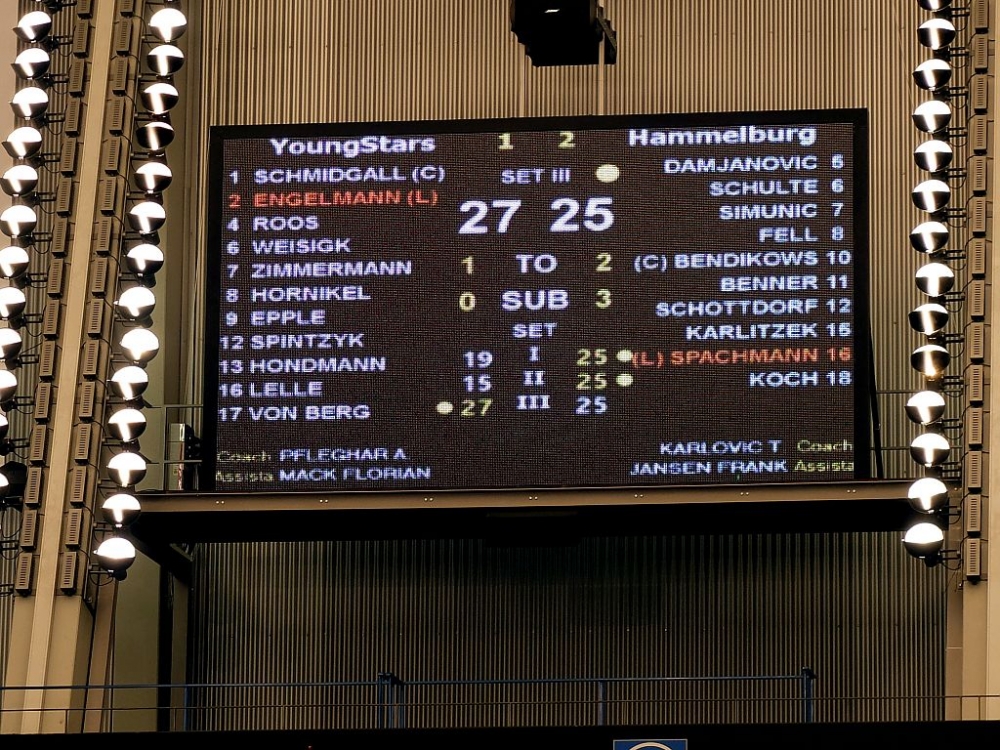 YoungStars 1 2 Hammelburg
1 SCHMIDGALL (C) SET III DAMJANOVIC 5
2 ENGELMANN (L) SCHULTE 6
4 ROOS 27 25 SIMUNIC 7
6 WEISIGK FELL 8
7 ZIMMERMANN 1 TO 2 (C) BENDIKOWS 10
8 HORNIKEL 0 SUB 3 BENNER 11
9 EPPLE SET SCHOTTDORF 12
12 SPINTZYK KARLITZEK 15
13 HONDMANN 19 I 25 (L) SPACHMANN 16
16 LELLE 15 II 25 KOCH 18
17 VON BERG 27 III 25
Coach PFLEGHAR A KARLOVIC T Coach
Assista MACK FLORIAN JANSEN FRANK Assista